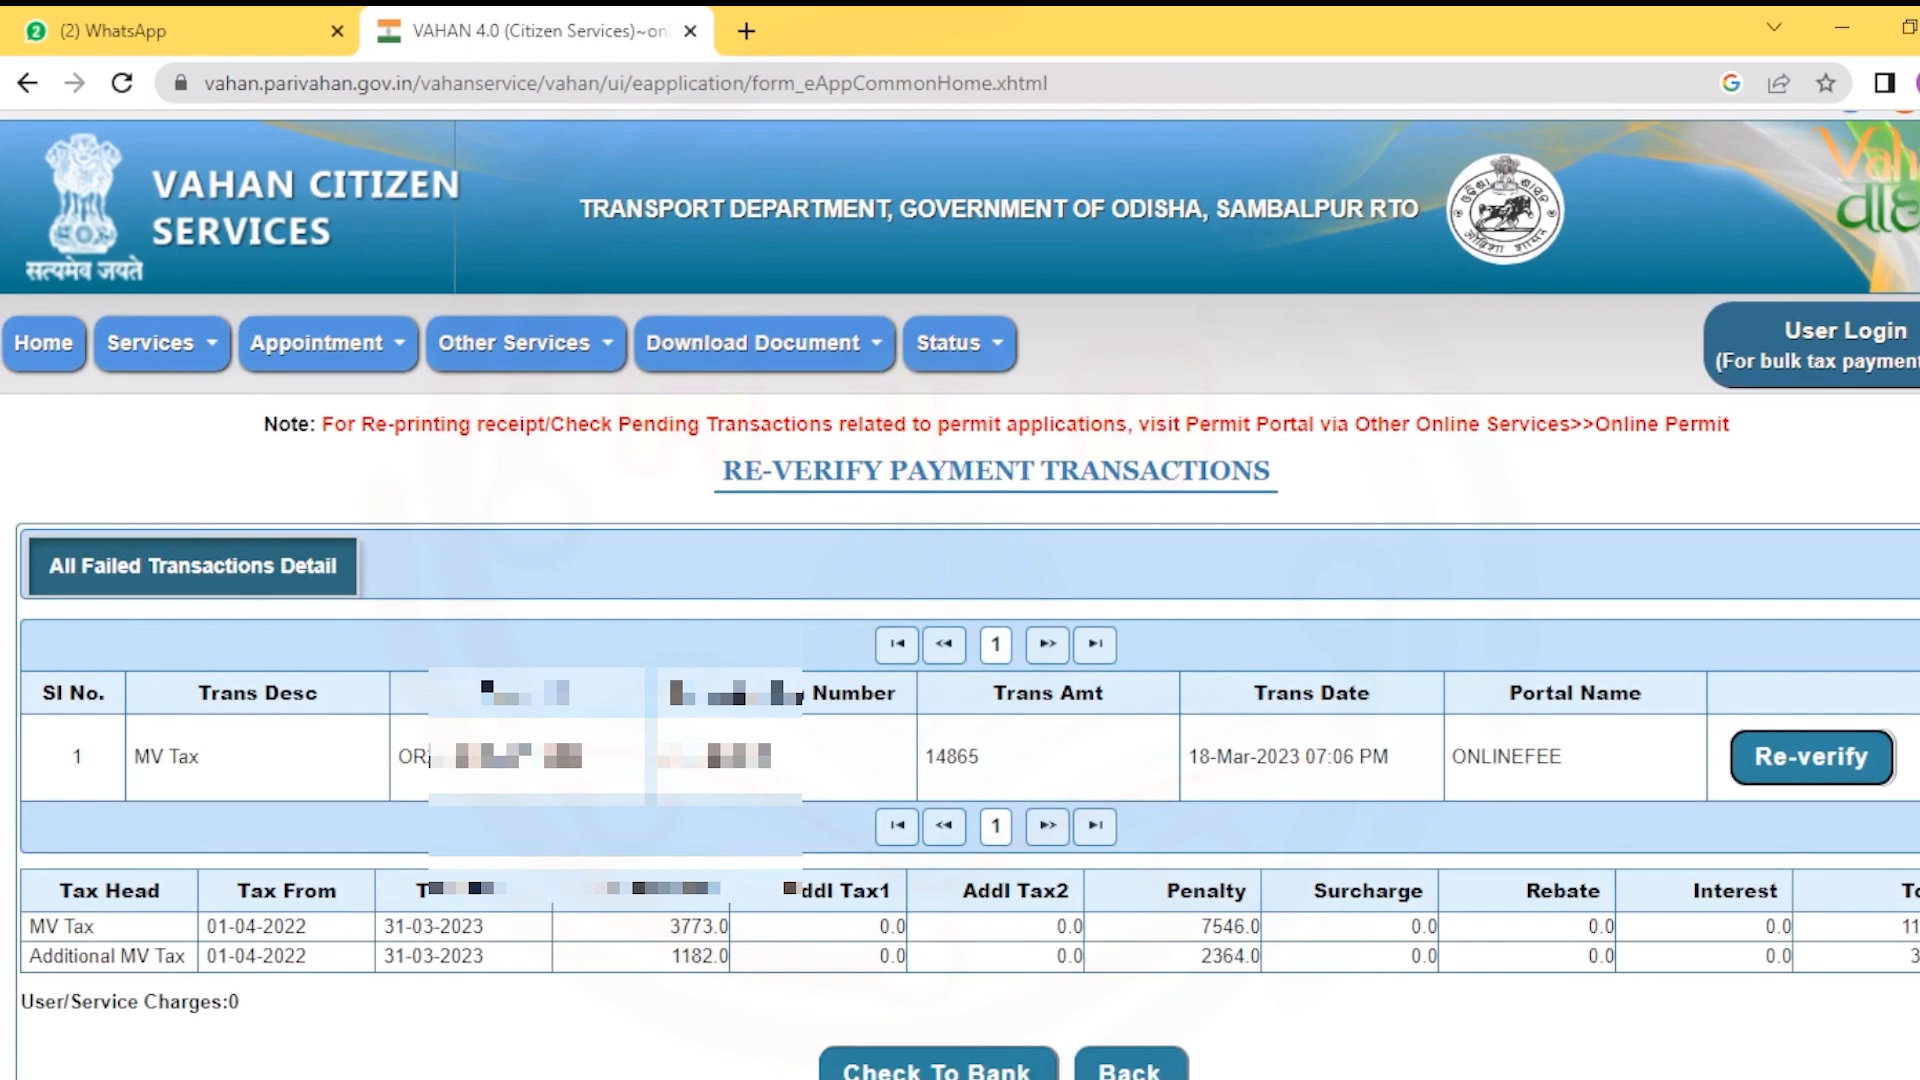 (2) WhatsApp
VAHAN 4.0 (Citizen Services)
vahan.parivahan.gov.in/vahanservice/vahan/ui/eapplication/form_eAppCommonHome.xhtml
VAHAN CITIZEN
SERVICES
सत्यमेव जयते
TRANSPORT DEPARTMENT, GOVERNMENT OF ODISHA, SAMBALPUR RTO
Home Services Appointment Other Services Download Document Status
User Login
(For bulk tax payment
Note: For Re-printing receipt/Check Pending Transactions related to permit applications, visit Permit Portal via Other Online Services>>Online Permit
RE-VERIFY PAYMENT TRANSACTIONS
All Failed Transactions Detail
1
Sl No. Trans Desc Number Trans Amt Trans Date Portal Name
1 MV Tax 14865 18-Mar-2023 07:06 PM ONLINEFEE Re-verify
1
Tax Head Tax From Tax1 Addl Tax2 Penalty Surcharge Rebate Interest
MV Tax 01-04-2022 31-03-2023 3773.0 0.0 0.0 7546.0 0.0 0.0 0.0
Additional MV Tax 01-04-2022 31-03-2023 1182.0 0.0 0.0 2364.0 0.0 0.0 0.0
User/Service Charges:0
Check To Bank Back